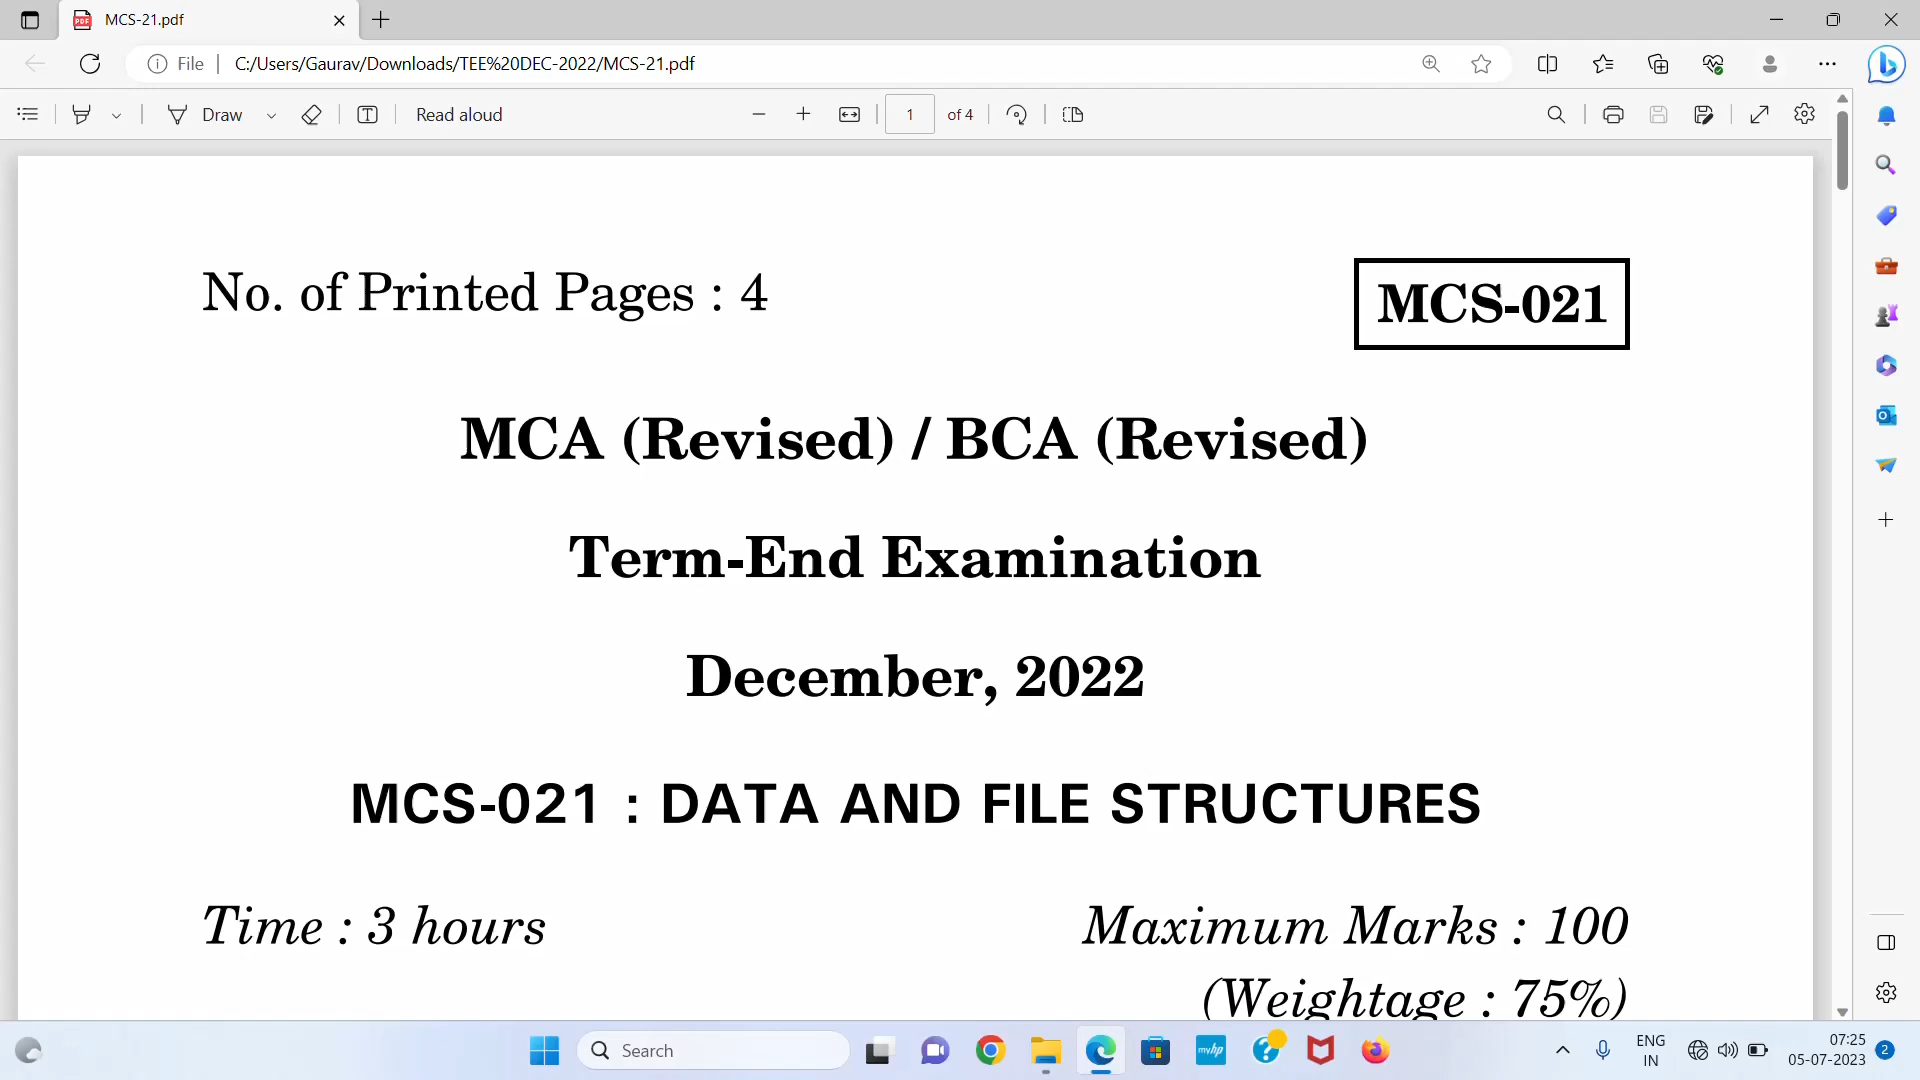 MCS-21.pdf
File
C:/Users/Gaurav/Downloads/TEE%20DEC-2022/MCS-21.pdf
Draw
Read aloud
1 of 4
No. of Printed Pages : 4
MCS-021
MCA (Revised) / BCA (Revised)
Term-End Examination
December, 2022
MCS-021 : DATA AND FILE STRUCTURES
Time : 3 hours
Maximum Marks : 100
(Weightage : 75%)
Search
myhp
ENG
IN
07:25
05-07-2023
2